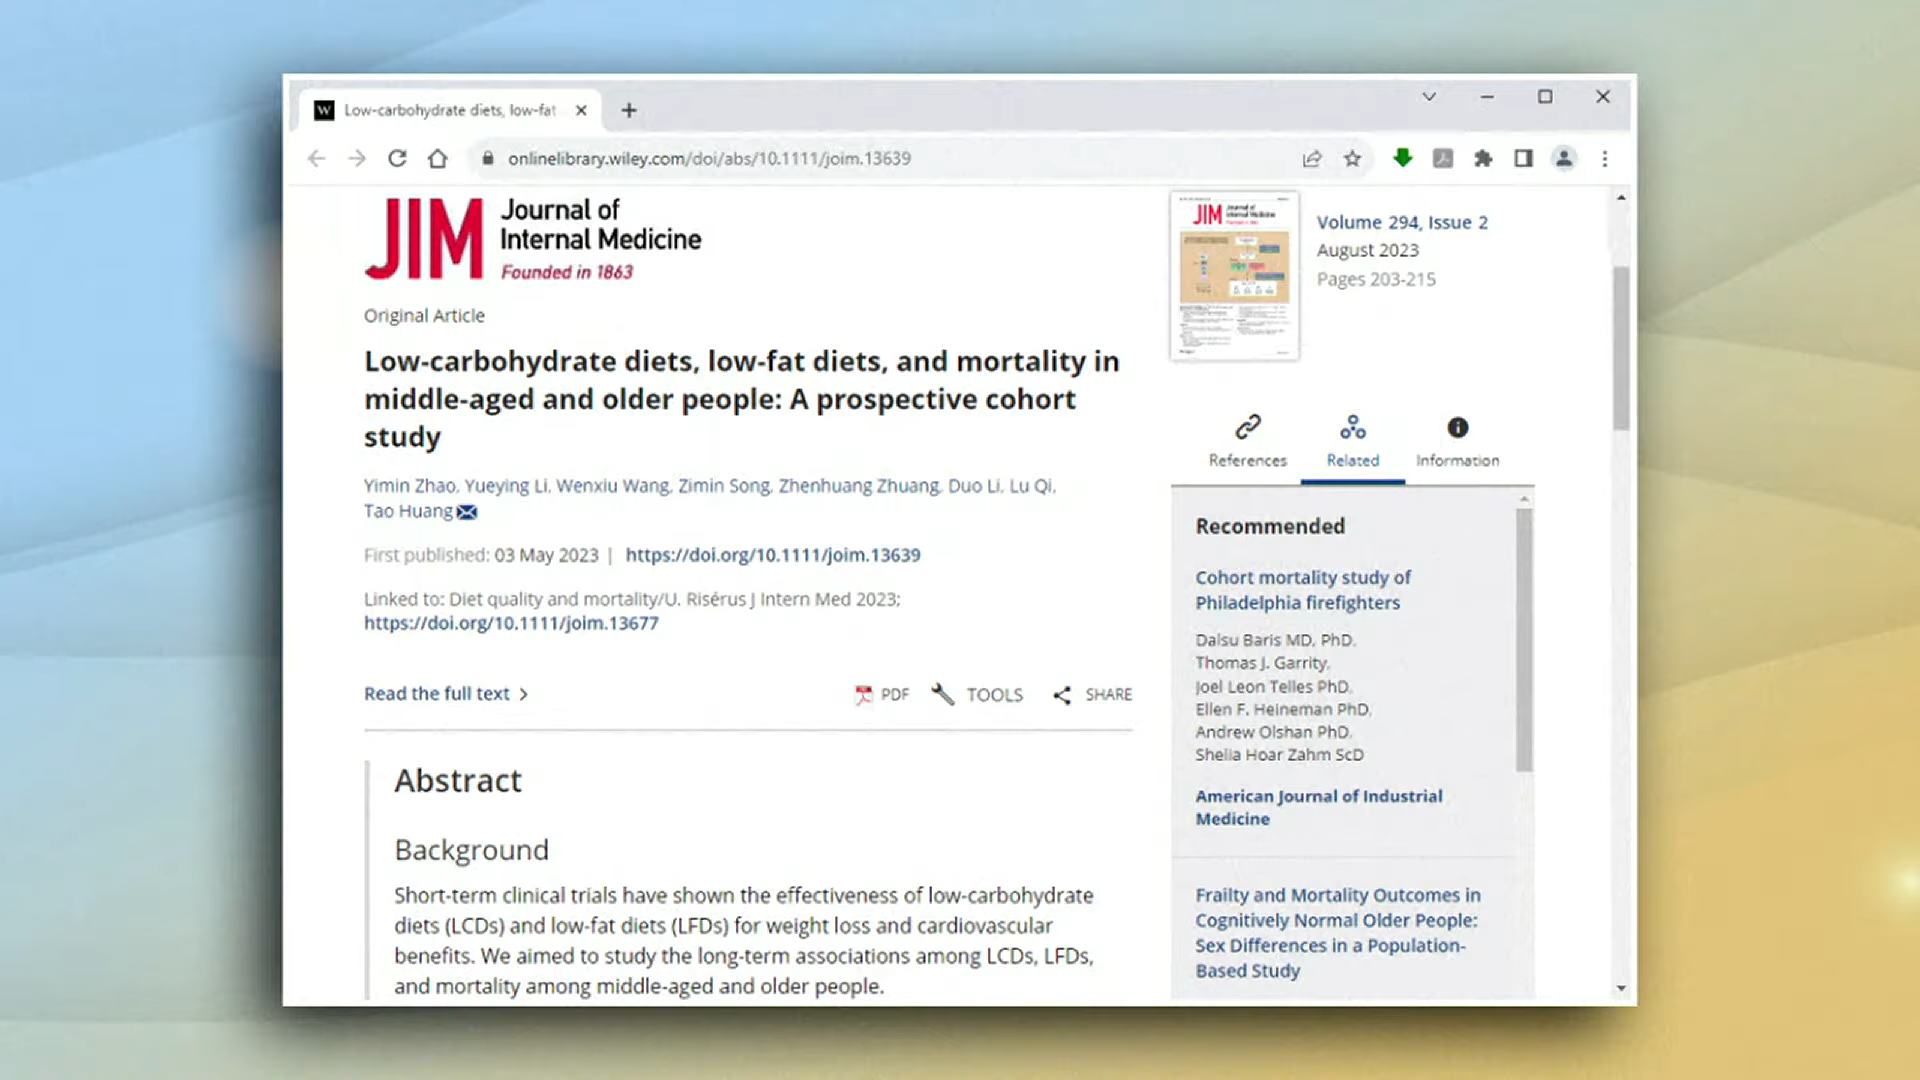 W Low-carbohydrate diets, low-fat
onlinelibrary.wiley.com/doi/abs/10.1111/joim.13639
JIM Journal of
Internal Medicine
Founded in 1863
Original Article
Low-carbohydrate diets, low-fat diets, and mortality in
middle-aged and older people: A prospective cohort
study
Yimin Zhao, Yueying Li, Wenxiu Wang, Zimin Song, Zhenhuang Zhuang, Duo Li, Lu Qi,
Tao Huang
First published: 03 May 2023 | https://doi.org/10.1111/joim.13639
Linked to: Diet quality and mortality/U. Risérus J Intern Med 2023;
https://doi.org/10.1111/joim.13677
Read the full text
PDF TOOLS SHARE
Abstract
Background
Short-term clinical trials have shown the effectiveness of low-carbohydrate
diets (LCDs) and low-fat diets (LFDs) for weight loss and cardiovascular
benefits. We aimed to study the long-term associations among LCDs, LFDs,
and mortality among middle-aged and older people.
JIM Journal of
Internal Medicine
Volume 294, Issue 2
August 2023
Pages 203-215
References Related Information
Recommended
Cohort mortality study of
Philadelphia firefighters
Dalsu Baris MD, PhD,
Thomas J. Garrity,
Joel Leon Telles PhD,
Ellen F. Heineman PhD,
Andrew Olshan PhD,
Shelia Hoar Zahm ScD
American Journal of Industrial
Medicine
Frailty and Mortality Outcomes in
Cognitively Normal Older People:
Sex Differences in a Population-
Based Study